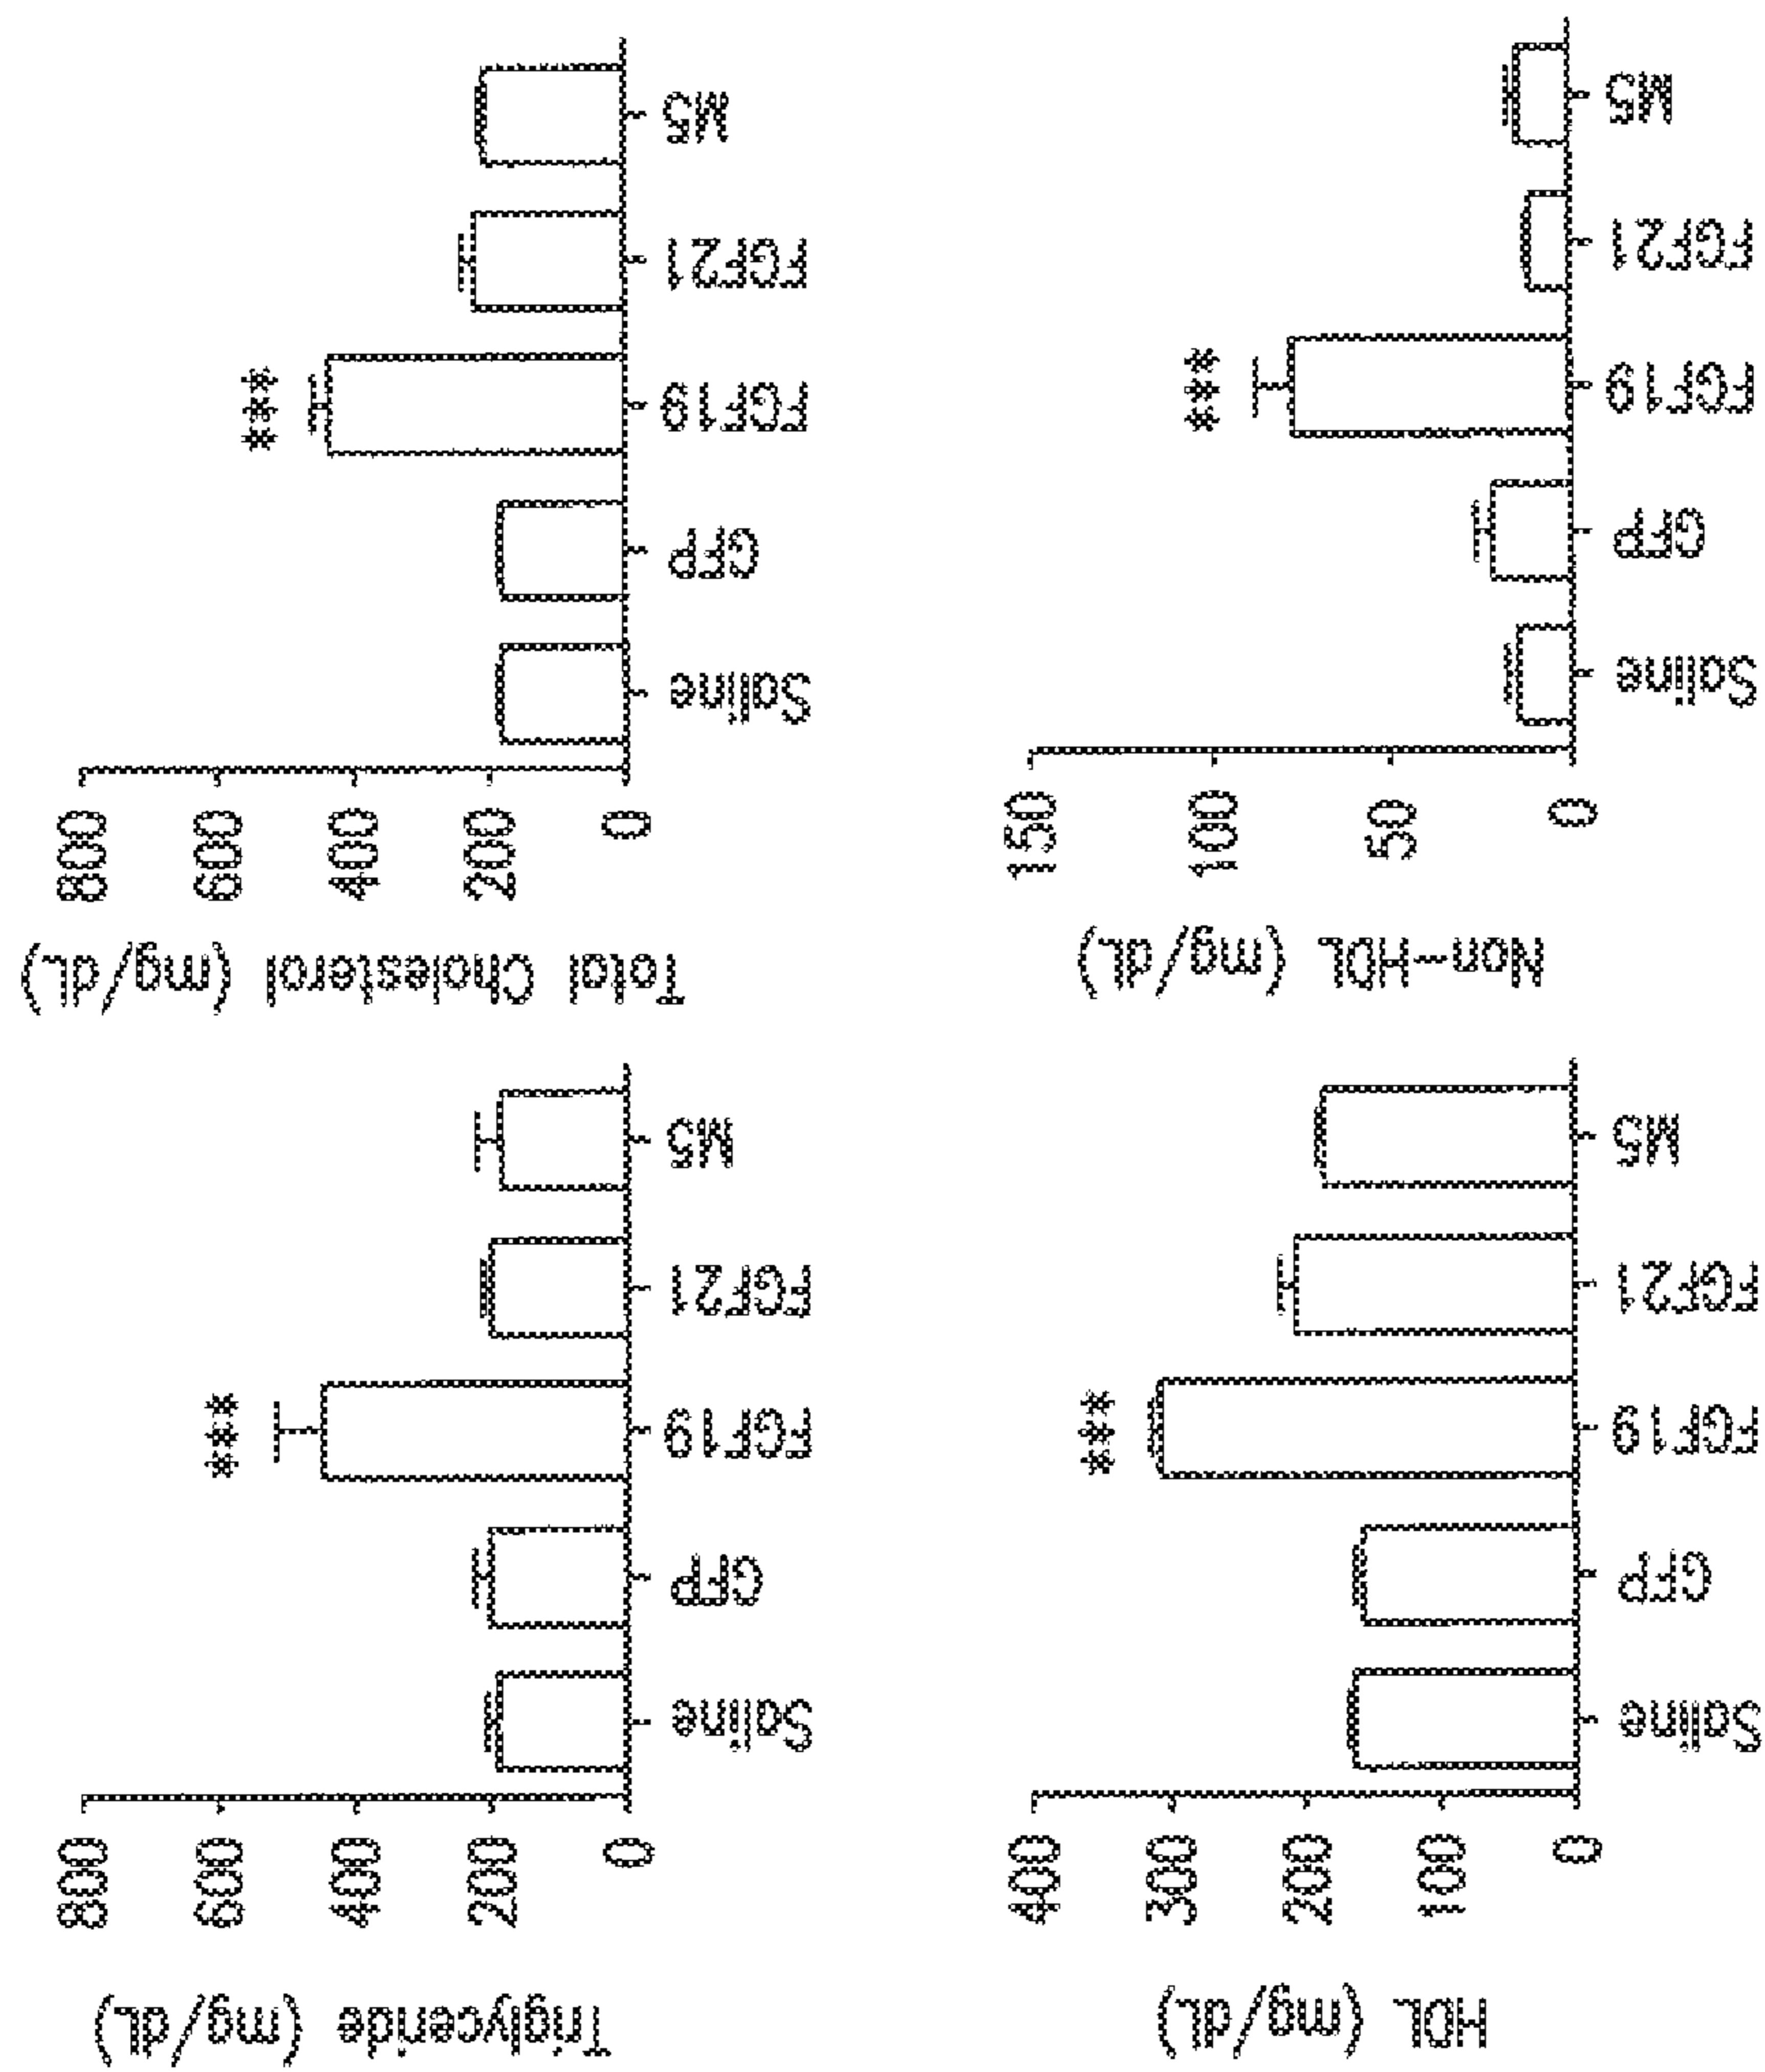 Triglyceride (mg/dL)
800
600
400
200
0
***
Saline
GFP
FGF19
FGF21
M5
Total Cholesterol (mg/dL)
800
600
400
200
0
***
Saline
GFP
FGF19
FGF21
M5
HDL (mg/dL)
400
300
200
100
0
***
Saline
GFP
FGF19
FGF21
M5
Non-HDL (mg/dL)
150
100
50
0
***
Saline
GFP
FGF19
FGF21
M5